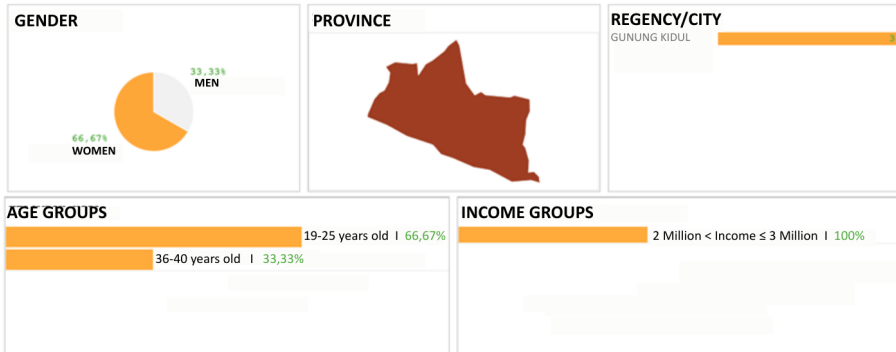 GENDER
33,33%
MEN
66,67%
WOMEN
PROVINCE
REGENCY/CITY
GUNUNG KIDUL
AGE GROUPS
19-25 years old I 66,67%
36-40 years old I 33,33%
INCOME GROUPS
2 Million < Income ≤ 3 Million I 100%